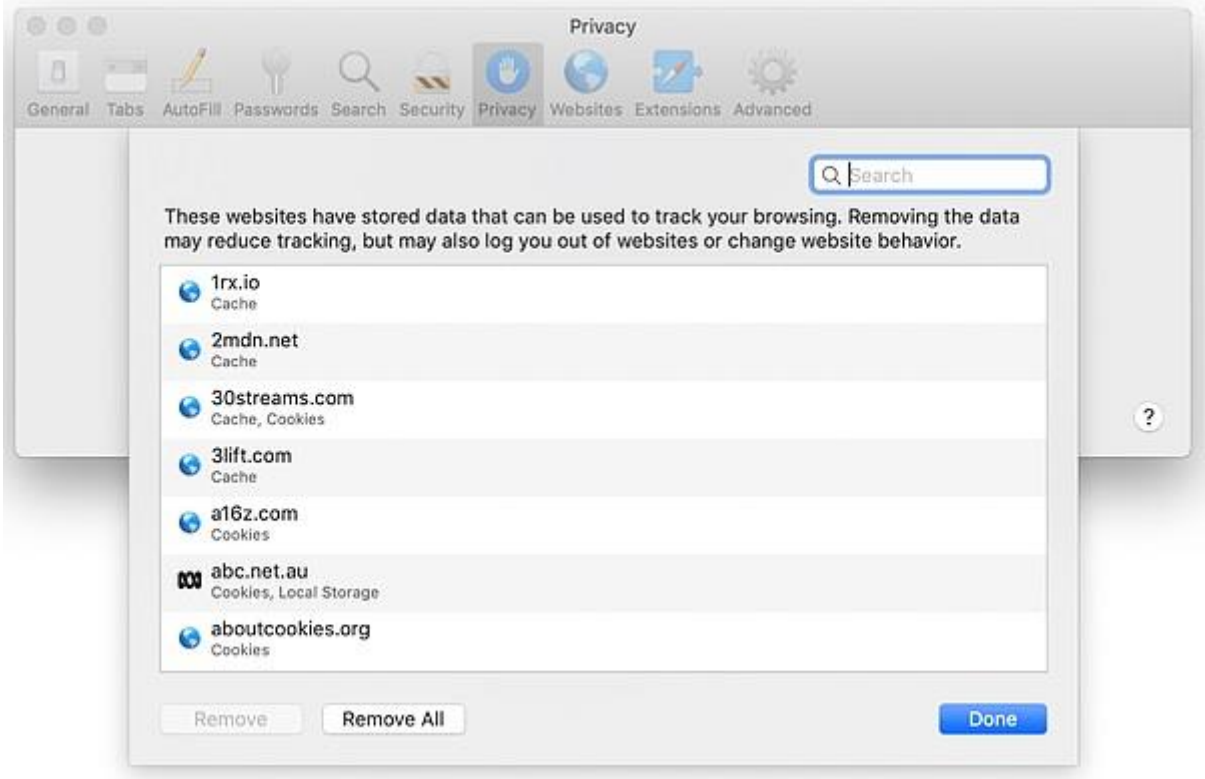 Privacy
General Tabs AutoFill Passwords Search Security Privacy Websites Extensions Advanced
Search
These websites have stored data that can be used to track your browsing. Removing the data
may reduce tracking, but may also log you out of websites or change website behavior.
1rx.io
Cache
2mdn.net
Cache
30streams.com
Cache, Cookies
?
3lift.com
Cache
a16z.com
Cookies
abc.net.au
Cookies, Local Storage
aboutcookies.org
Cookies
Remove Remove All Done